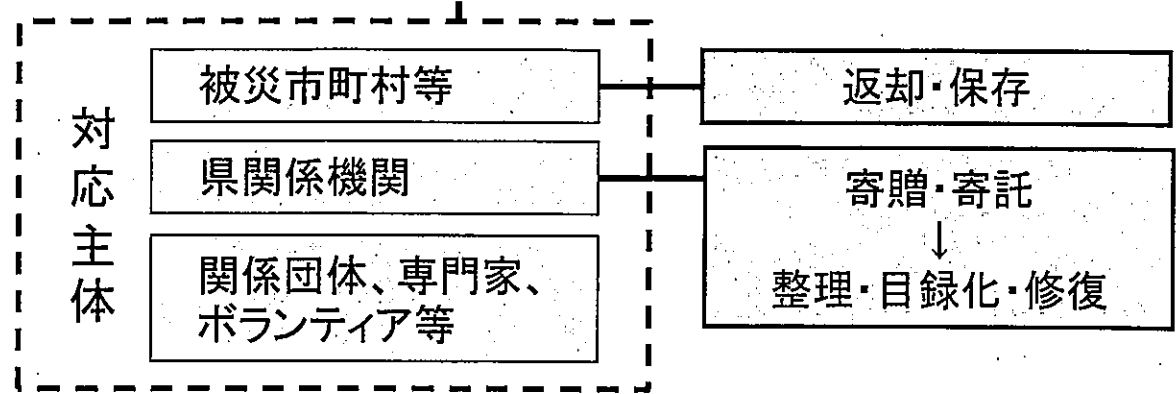 対応主体
被災市町村等
返却・保存
県関係機関
寄贈・寄託
↓
整理・目録化・修復
関係団体、専門家、
ボランティア等